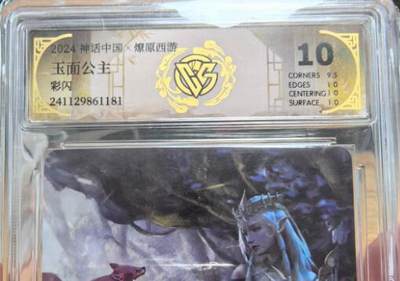 2024 神话中国×燎原西游
玉面公主
彩闪
241129861181
10
CORNERS 9.5
EDGES 10
CENTERING 10
SURFACE 10